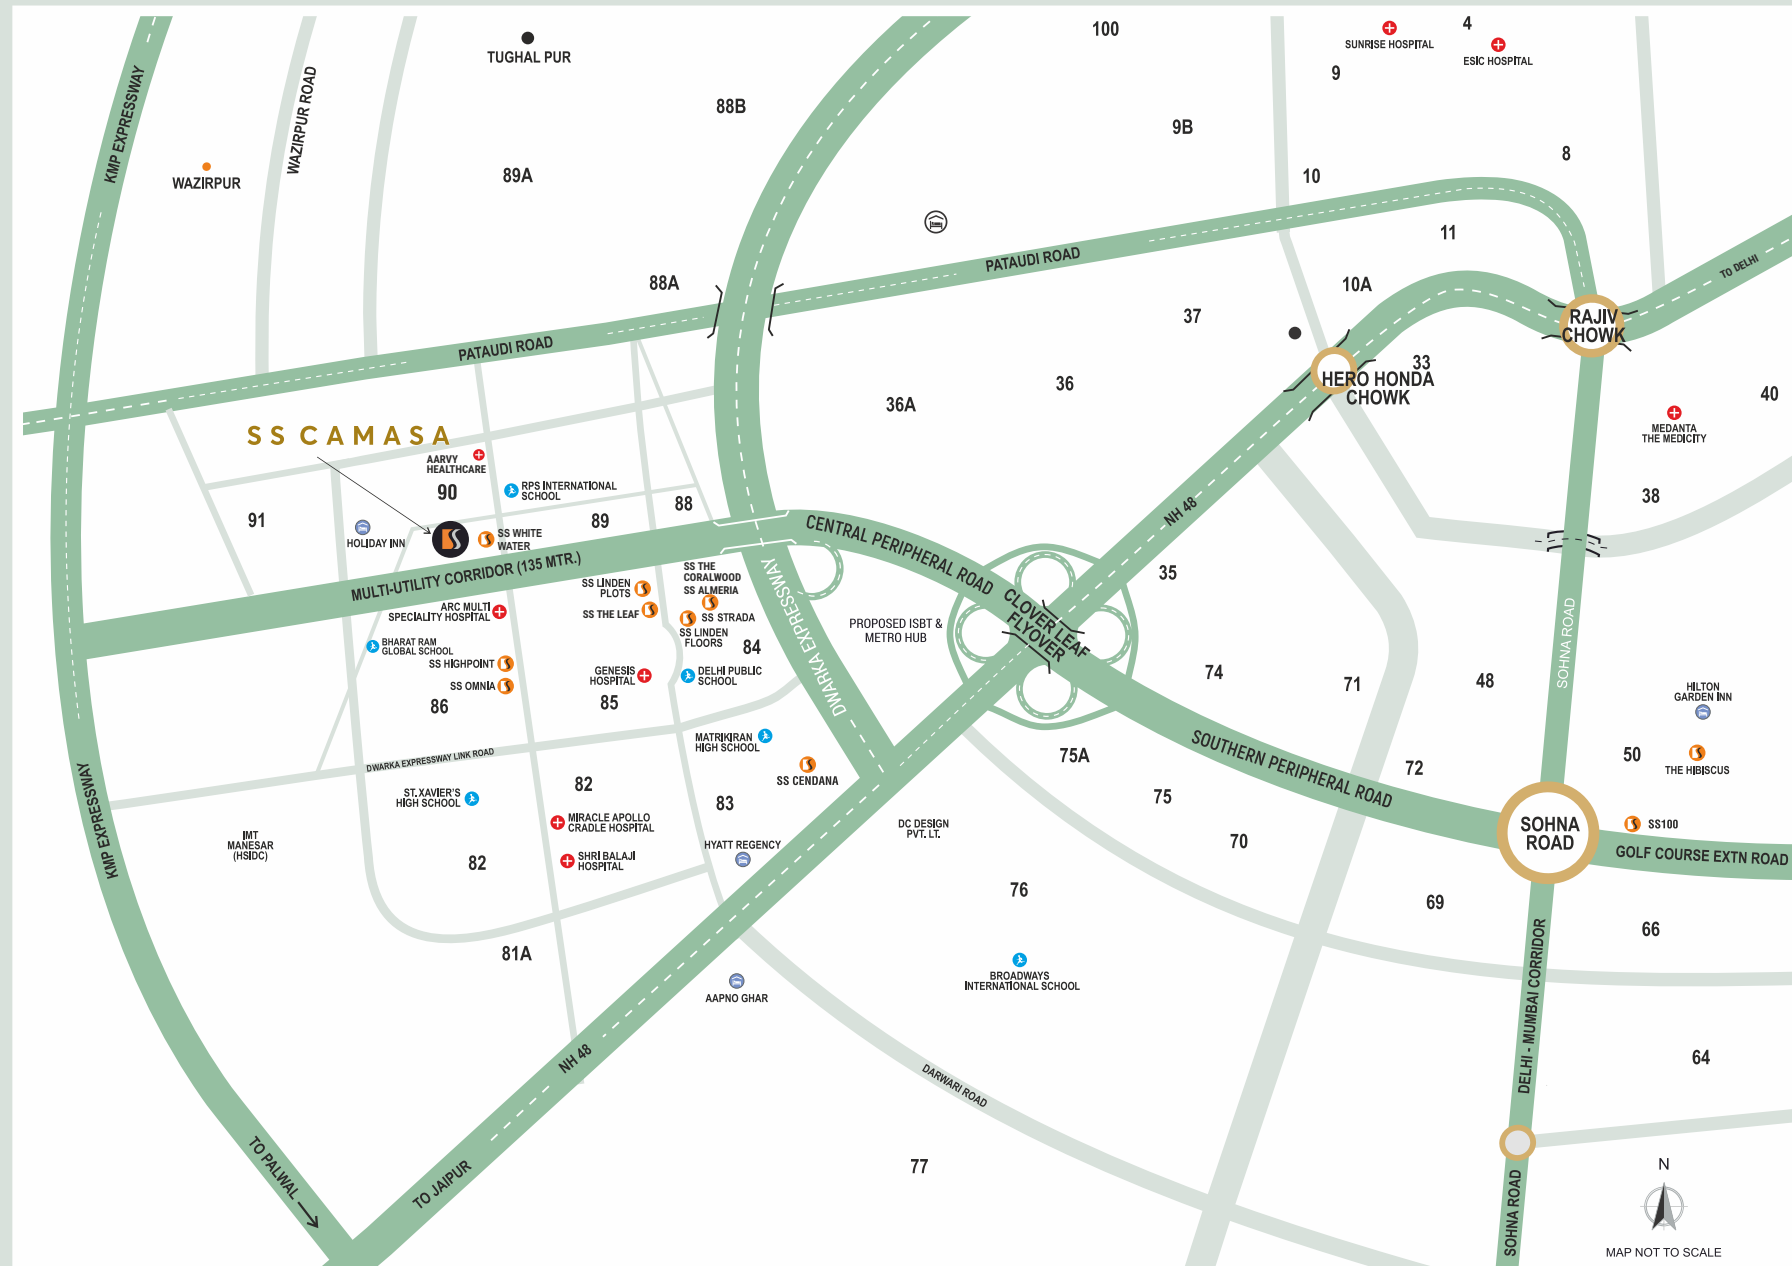 100
4
SUNRISE HOSPITAL
ESIC HOSPITAL
9
TUGHAL PUR
KMP EXPRESSWAY
WAZIRPUR ROAD
88B
9B
8
WAZIRPUR
89A
10
11
PATAUDI ROAD
TO DELHI
88A
10A
37
RAJIV
CHOWK
PATAUDI ROAD
33
HERO HONDA
CHOWK
36
36A
40
MEDANTA
THE MEDICITY
SS CAMASA
AARVY
HEALTHCARE
90
RPS INTERNATIONAL
SCHOOL
38
88
89
91
NH 48
HOLIDAY INN
SS WHITE
WATER
CENTRAL PERIPHERAL ROAD
MULTI-UTILITY CORRIDOR (135 MTR.)
SS THE
CORALWOOD
SS ALMERIA
SS LINDEN
PLOTS
35
DWARKA EXPRESSWAY
CLOVER LEAF
FLYOVER
ARC MULTI
SPECIALITY HOSPITAL
SS THE LEAF
SS STRADA
SS LINDEN
FLOORS
PROPOSED ISBT &
METRO HUB
SOHNA ROAD
BHARAT RAM
GLOBAL SCHOOL
84
SS HIGHPOINT
GENESIS
HOSPITAL
DELHI PUBLIC
SCHOOL
74
71
48
SS OMNIA
HILTON
GARDEN INN
86
85
MATRIKIRAN
HIGH SCHOOL
75A
SOUTHERN PERIPHERAL ROAD
50
DWARKA EXPRESSWAY LINK ROAD
72
THE HIBISCUS
SS CENDANA
82
ST. XAVIER'S
HIGH SCHOOL
83
75
KMP EXPRESSWAY
MIRACLE APOLLO
CRADLE HOSPITAL
DC DESIGN
PVT. LT.
SOHNA
ROAD
SS100
IMT
MANESAR
(HSIDC)
HYATT REGENCY
70
GOLF COURSE EXTN ROAD
82
SHRI BALAJI
HOSPITAL
76
69
66
81A
BROADWAYS
INTERNATIONAL SCHOOL
AAPNO GHAR
DELHI - MUMBAI CORRIDOR
NH 48
64
DARWARI ROAD
TO PALWAL
TO JAIPUR
77
N
SOHNA ROAD
MAP NOT TO SCALE